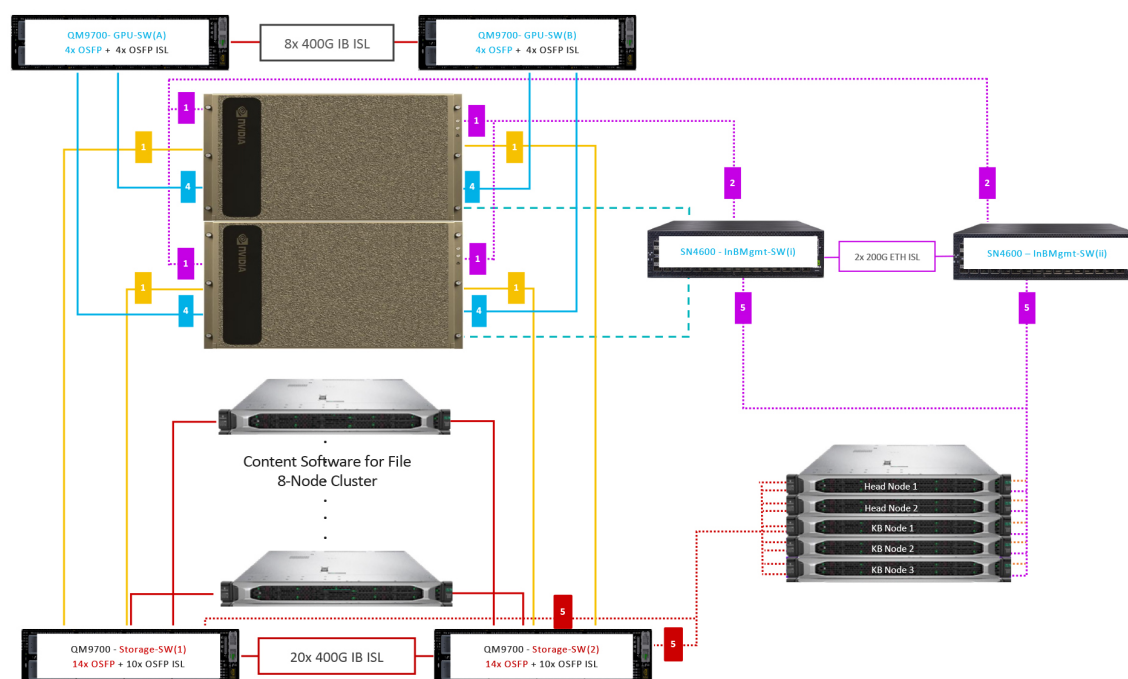 QM9700- GPU-SW(A)
4x OSFP + 4x OSFP ISL
8x 400G IB ISL
QM9700- GPU-SW(B)
4x OSFP + 4x OSFP ISL
1
1
1
1
1
4
4
NVIDIA
2
2
SN4600 - InBMgmt-SW(i)
2x 200G ETH ISL
SN4600 – InBMgmt-SW(ii)
1
1
1
1
4
4
NVIDIA
5
5
Content Software for File
8-Node Cluster
Head Node 1
Head Node 2
KB Node 1
KB Node 2
KB Node 3
5
5
QM9700 - Storage-SW(1)
14x OSFP + 10x OSFP ISL
20x 400G IB ISL
QM9700 - Storage-SW(2)
14x OSFP + 10x OSFP ISL